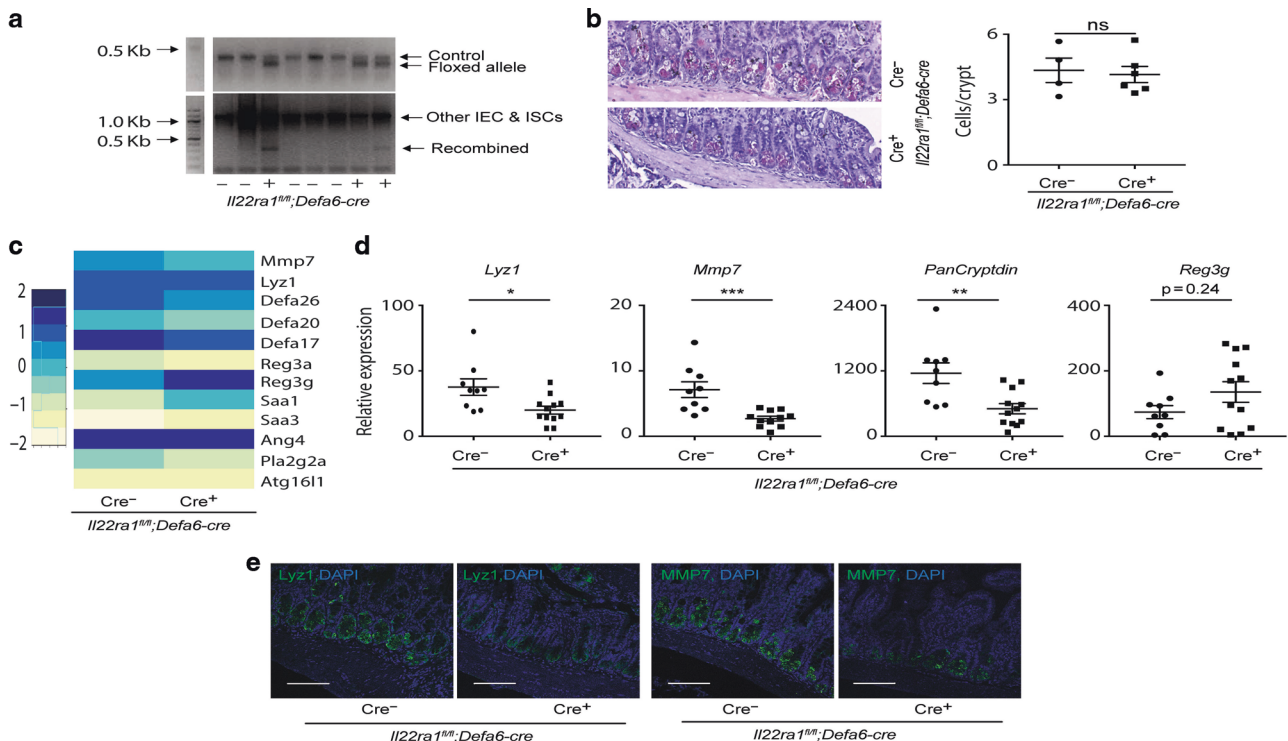 a
0.5 Kb
Control
Floxed allele
1.0 Kb
0.5 Kb
Other IEC & ISCs
Recombined
– – + – – – + +
Il22ra1fl/fl;Defa6-cre
b
Cre–
Cre+
Il22ra1fl/fl;Defa6-cre
ns
Cells/crypt
6
3
0
Cre– Cre+
Il22ra1fl/fl;Defa6-cre
c
2
1
0
–1
–2
Mmp7
Lyz1
Defa26
Defa20
Defa17
Reg3a
Reg3g
Saa1
Saa3
Ang4
Pla2g2a
Atg16l1
Cre– Cre+
Il22ra1fl/fl;Defa6-cre
d
Relative expression
Lyz1
*
100
50
0
Cre– Cre+
Mmp7
***
20
10
0
Cre– Cre+
PanCryptdin
**
2400
1200
0
Cre– Cre+
Reg3g
p=0.24
400
200
0
Cre– Cre+
Il22ra1fl/fl;Defa6-cre
e
Lyz1,DAPI
Lyz1,DAPI
MMP7, DAPI
MMP7, DAPI
Cre– Cre+
Il22ra1fl/fl;Defa6-cre
Cre– Cre+
Il22ra1fl/fl;Defa6-cre